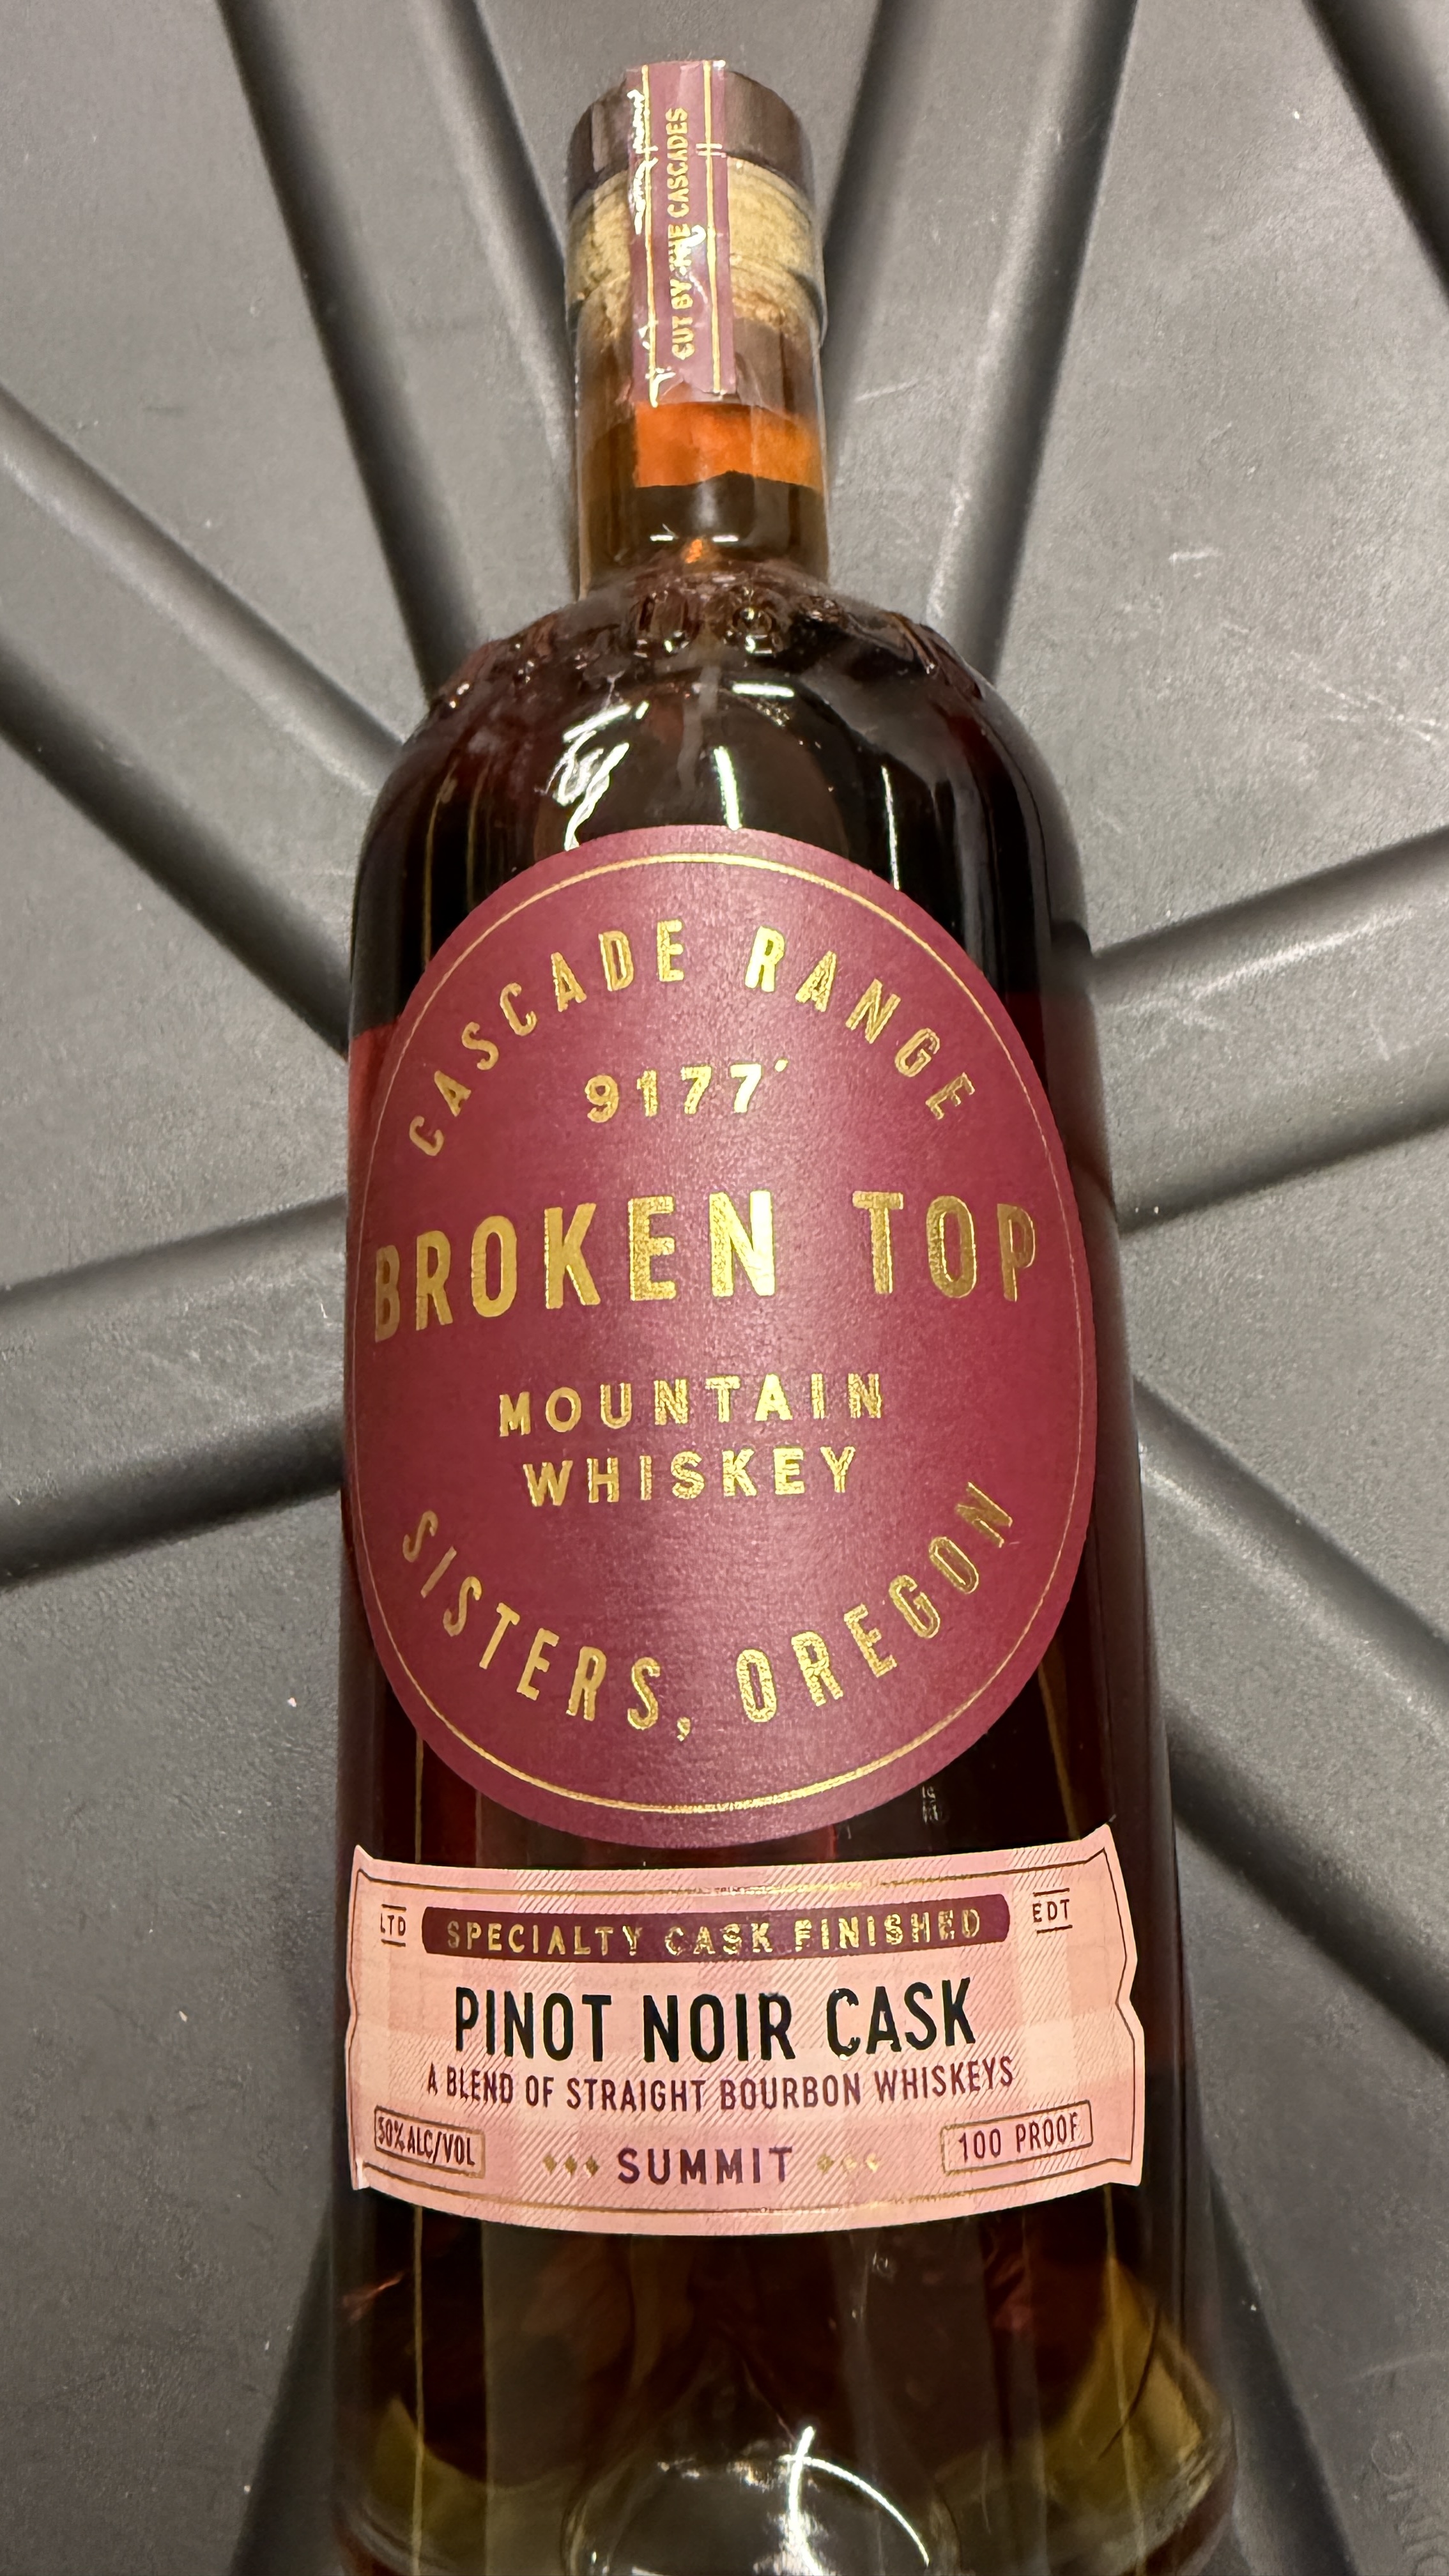 CUT BY THE CASCADES
CASCADE RANGE
9177'
BROKEN TOP
MOUNTAIN
WHISKEY
SISTERS, OREGON
LTD SPECIALTY CASK FINISHED EDT
PINOT NOIR CASK
A BLEND OF STRAIGHT BOURBON WHISKEYS
50% ALC/VOL SUMMIT 100 PROOF